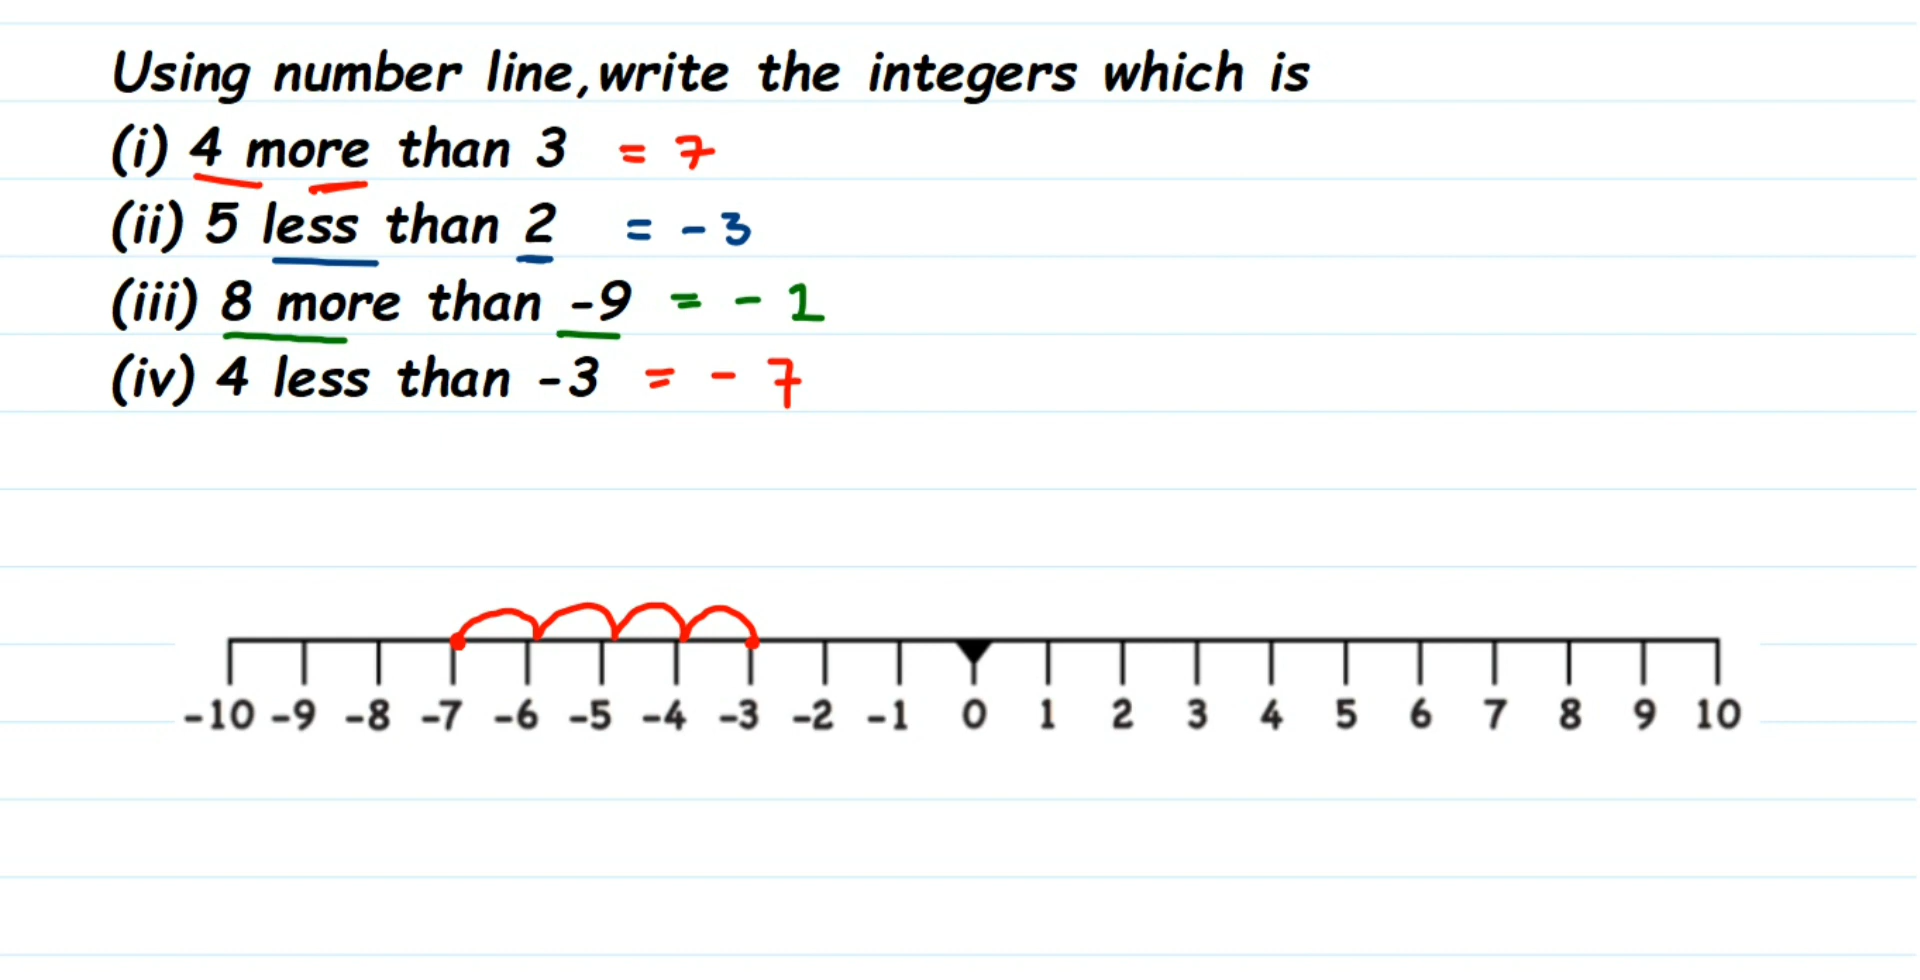 Using number line, write the integers which is
(i) 4 more than 3 = 7
(ii) 5 less than 2 = - 3
(iii) 8 more than -9 = - 1
(iv) 4 less than -3 = - 7
-10 -9 -8 -7 -6 -5 -4 -3 -2 -1 0 1 2 3 4 5 6 7 8 9 10